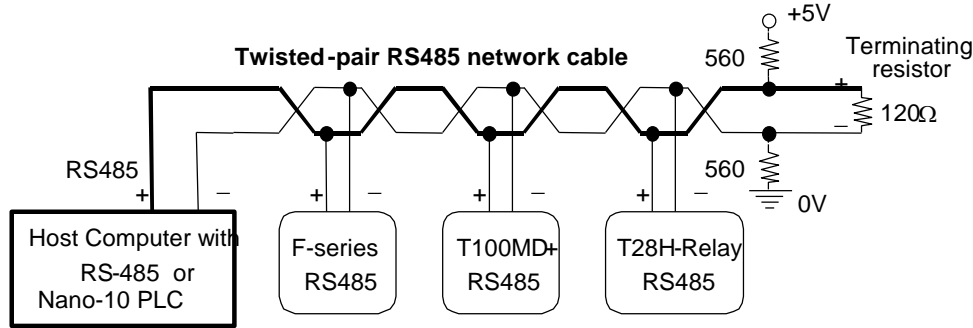 +5V
Twisted-pair RS485 network cable
560
Terminating
resistor
+
120Ω
–
RS485
560
0V
+ –
+ –
+ –
+ –
Host Computer with
RS-485 or
Nano-10 PLC
F-series
RS485
T100MD+
RS485
T28H-Relay
RS485